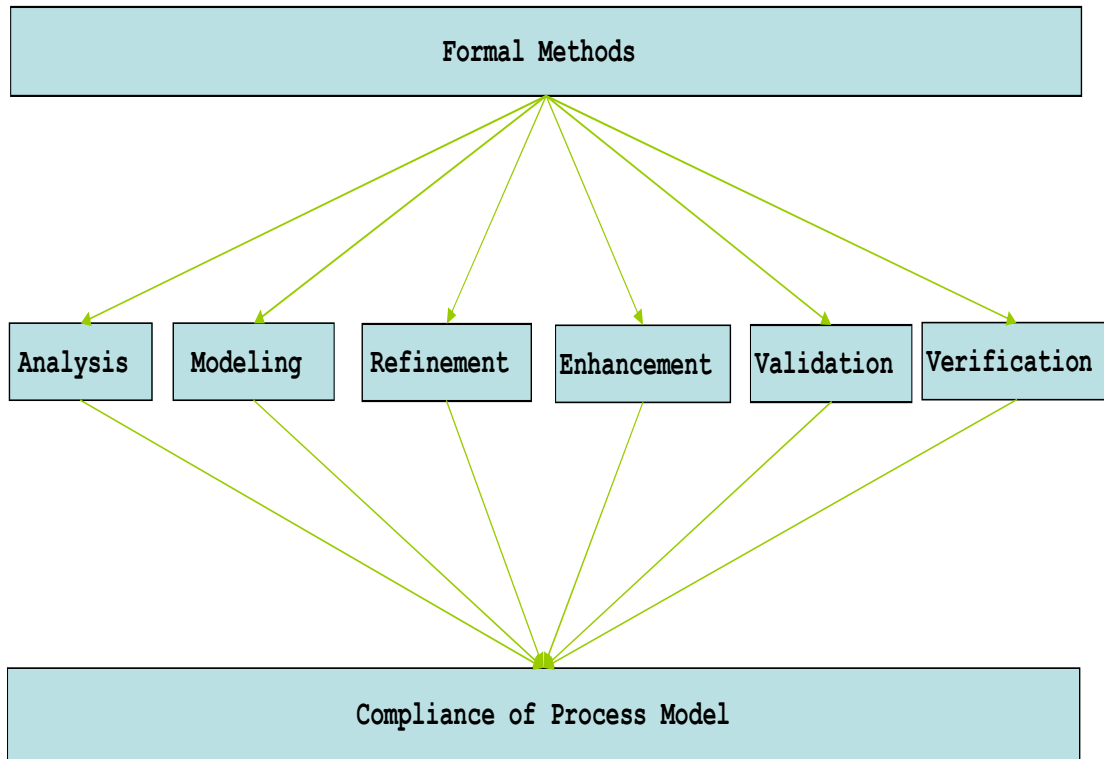 Formal Methods
Analysis
Modeling
Refinement
Enhancement
Validation
Verification
Compliance of Process Model